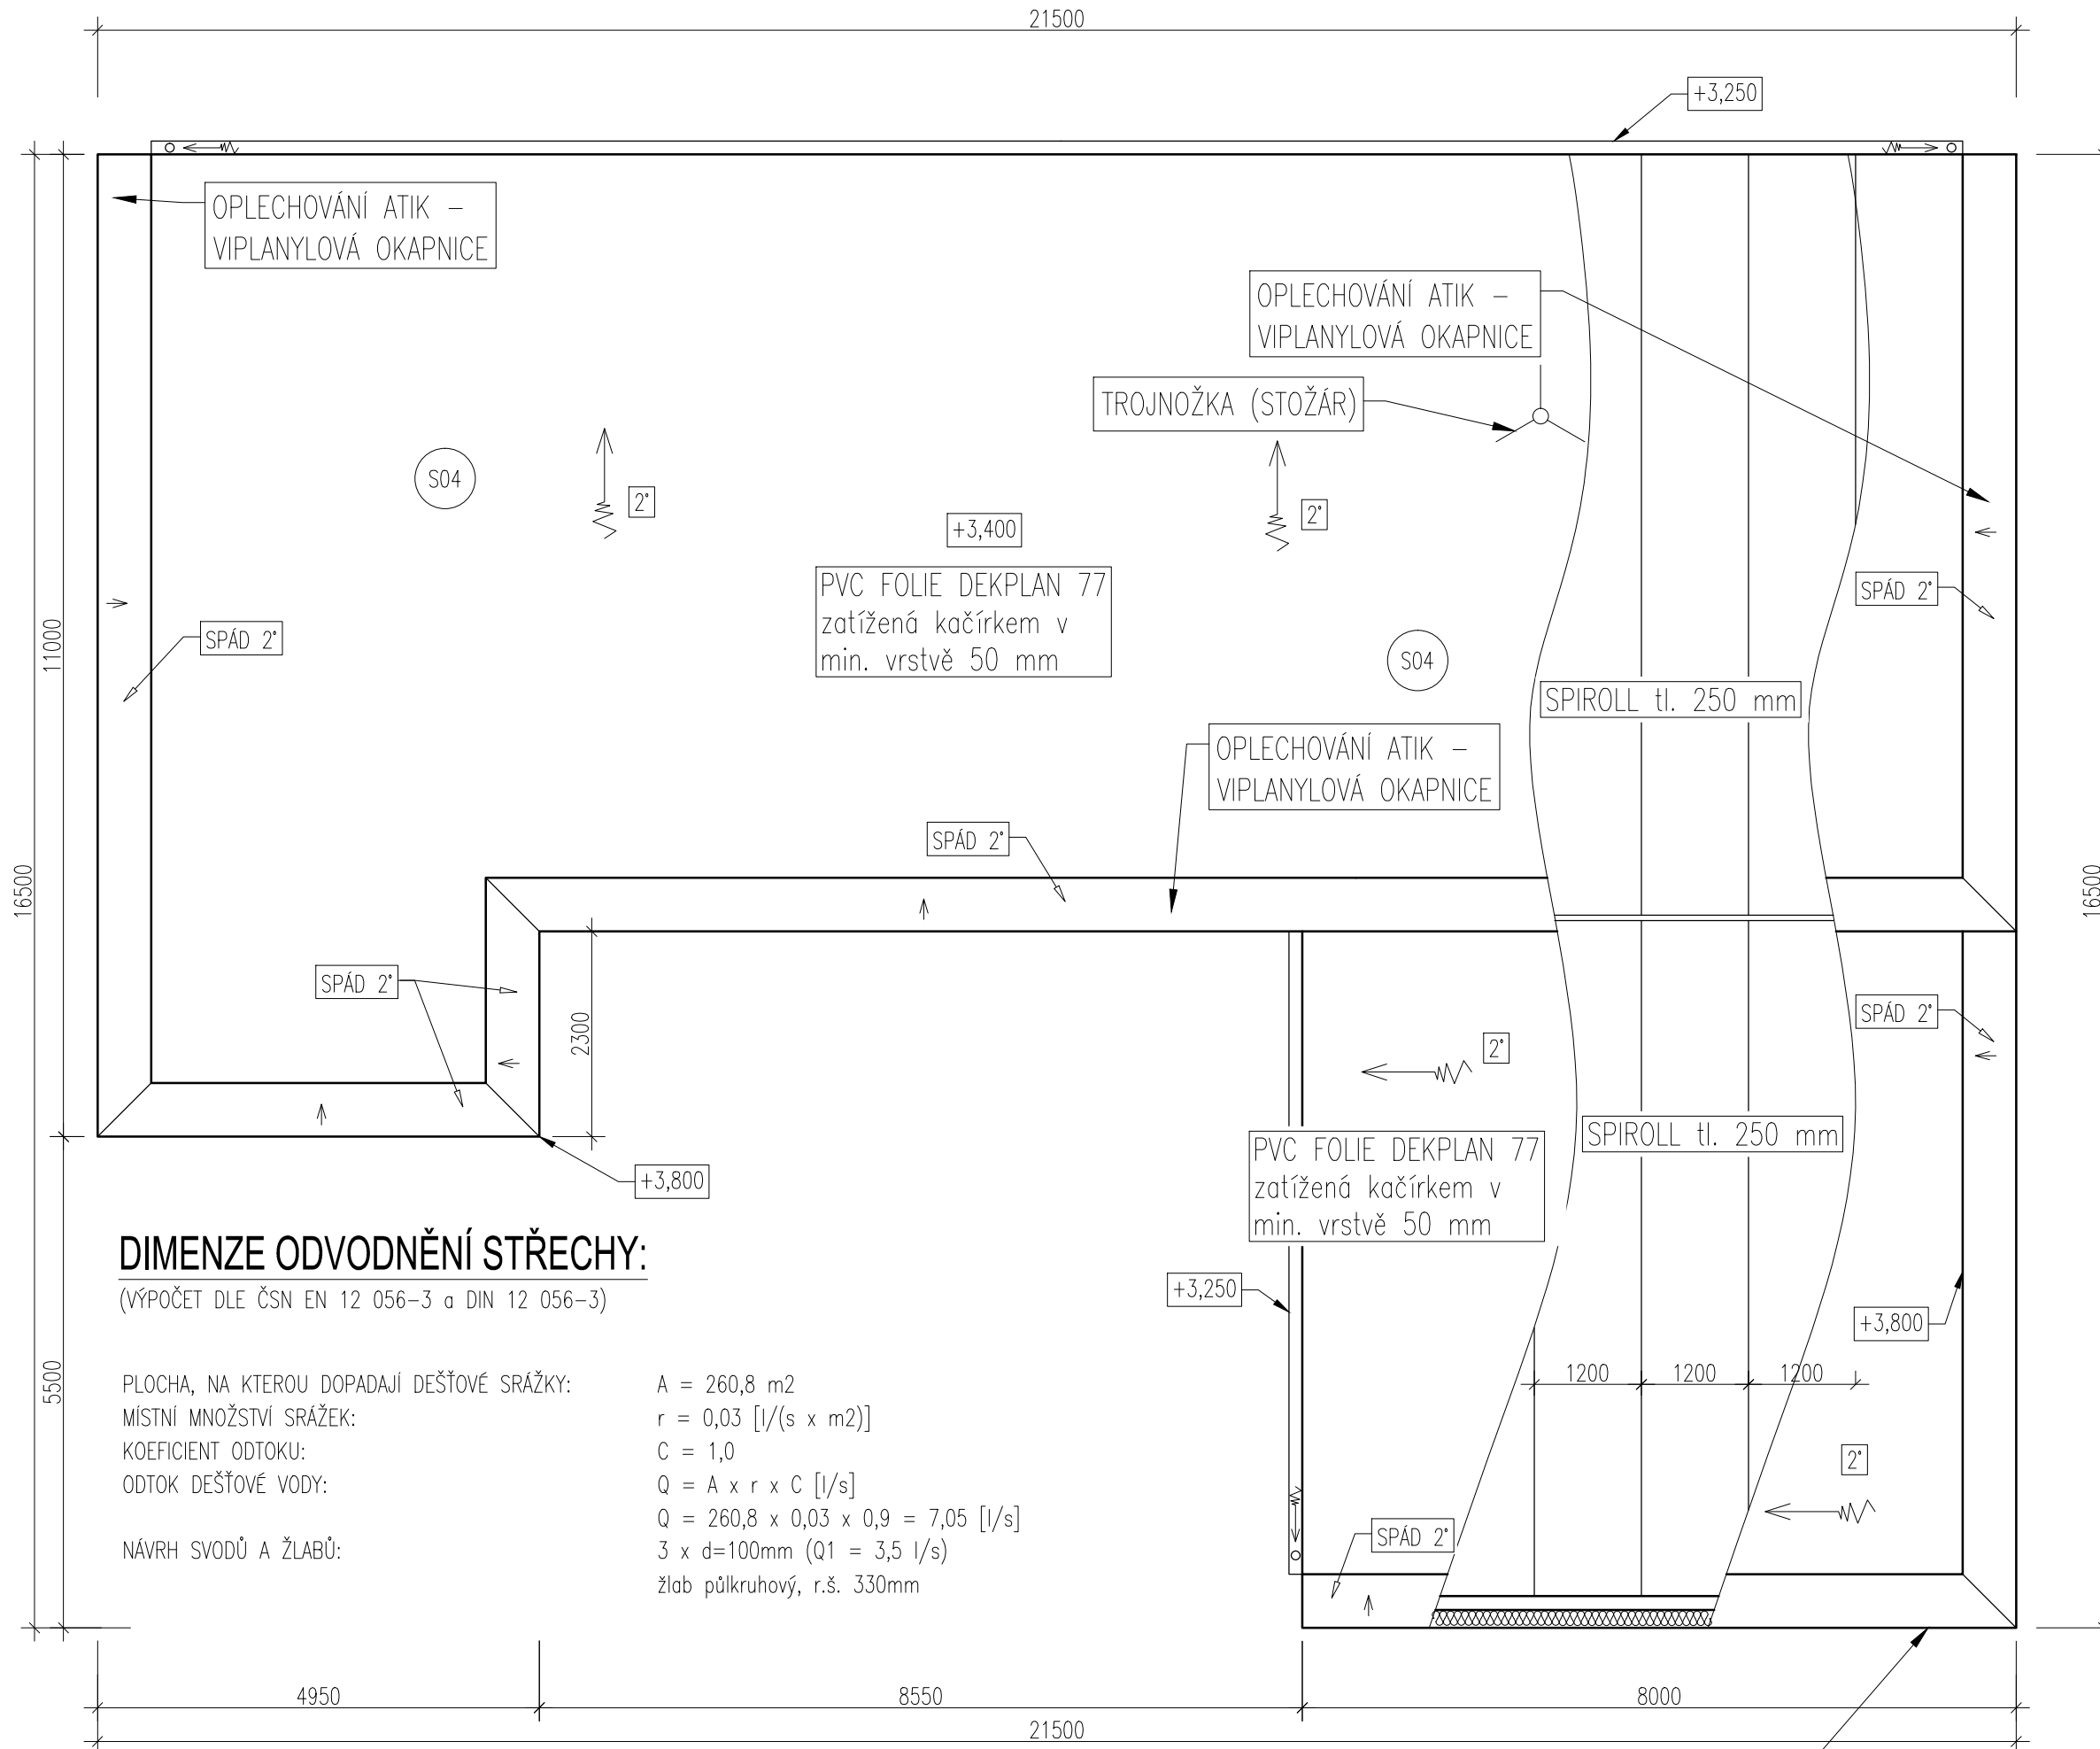 21500
+3,250
OPLECHOVÁNÍ ATIK –
VIPLANYLOVÁ OKAPNICE
OPLECHOVÁNÍ ATIK –
VIPLANYLOVÁ OKAPNICE
TROJNOŽKA (STOŽÁR)
S04
2°
2°
+3,400
PVC FOLIE DEKPLAN 77
zatížená kačírkem v
min. vrstvě 50 mm
SPÁD 2°
11000
SPÁD 2°
S04
SPIROLL tl. 250 mm
OPLECHOVÁNÍ ATIK –
VIPLANYLOVÁ OKAPNICE
SPÁD 2°
16500
16500
SPÁD 2°
2300
SPÁD 2°
2°
PVC FOLIE DEKPLAN 77
zatížená kačírkem v
min. vrstvě 50 mm
SPIROLL tl. 250 mm
+3,800
DIMENZE ODVODNĚNÍ STŘECHY:
(VÝPOČET DLE ČSN EN 12 056–3 a DIN 12 056–3)
+3,250
+3,800
5500
1200 1200 1200
PLOCHA, NA KTEROU DOPADAJÍ DEŠŤOVÉ SRÁŽKY: A = 260,8 m2
MÍSTNÍ MNOŽSTVÍ SRÁŽEK: r = 0,03 [l/(s x m2)]
KOEFICIENT ODTOKU: C = 1,0
ODTOK DEŠŤOVÉ VODY: Q = A x r x C [l/s]
Q = 260,8 x 0,03 x 0,9 = 7,05 [l/s]
NÁVRH SVODŮ A ŽLABŮ: 3 x d=100mm (Q1 = 3,5 l/s)
žlab půlkruhový, r.š. 330mm
2°
SPÁD 2°
4950 8550 8000
21500